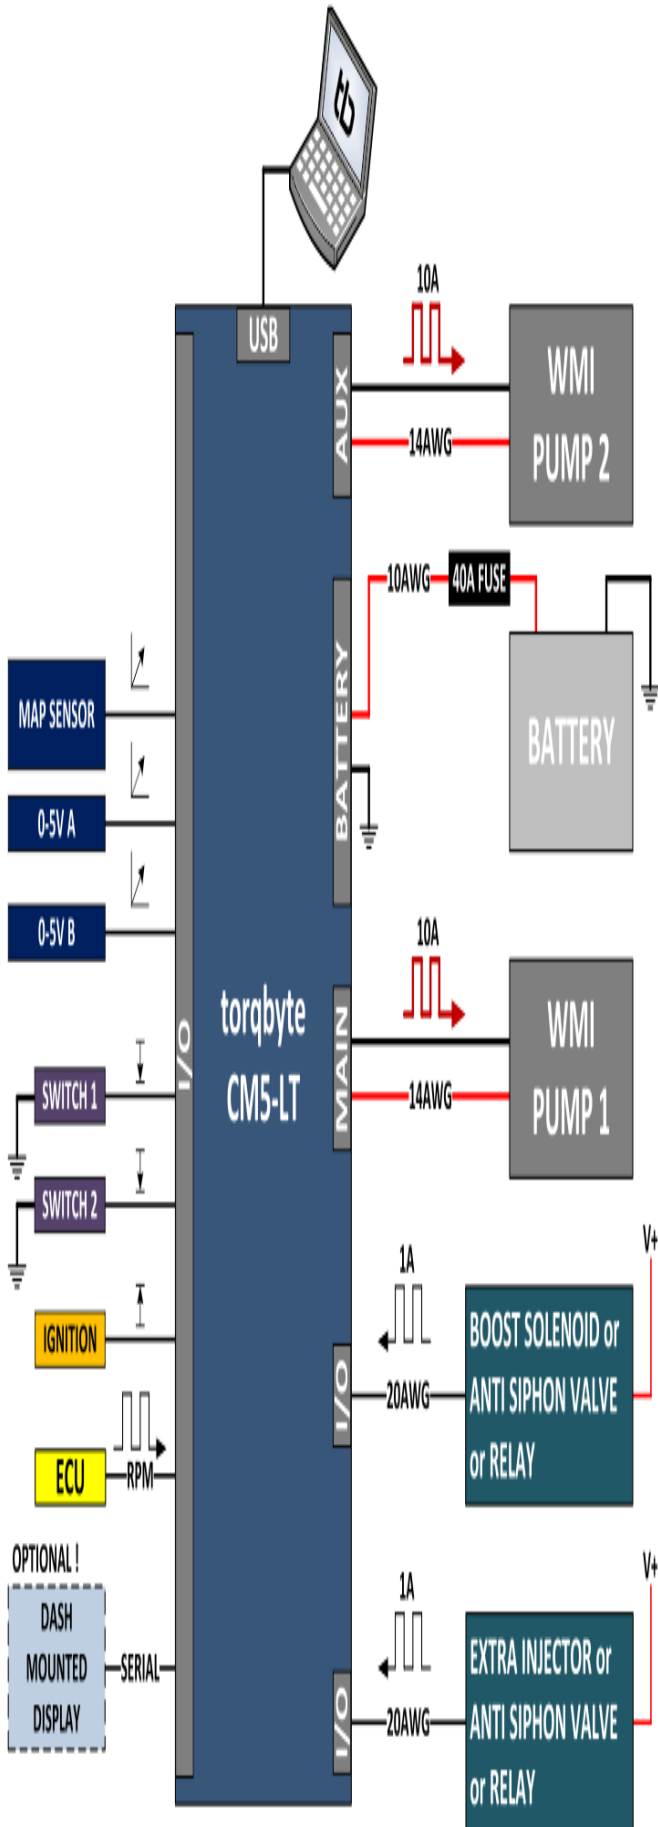 tb
USB
10A
AUX
14AWG
WMI
PUMP 2
10AWG
40A FUSE
BATTERY
BATTERY
MAP SENSOR
0-5V A
0-5V B
I/O
torqbyte
CM5-LT
10A
MAIN
14AWG
WMI
PUMP 1
SWITCH 1
SWITCH 2
IGNITION
RPM
ECU
V+
1A
I/O
20AWG
BOOST SOLENOID or
ANTI SIPHON VALVE
or RELAY
OPTIONAL !
DASH
MOUNTED
DISPLAY
SERIAL
V+
1A
I/O
20AWG
EXTRA INJECTOR or
ANTI SIPHON VALVE
or RELAY